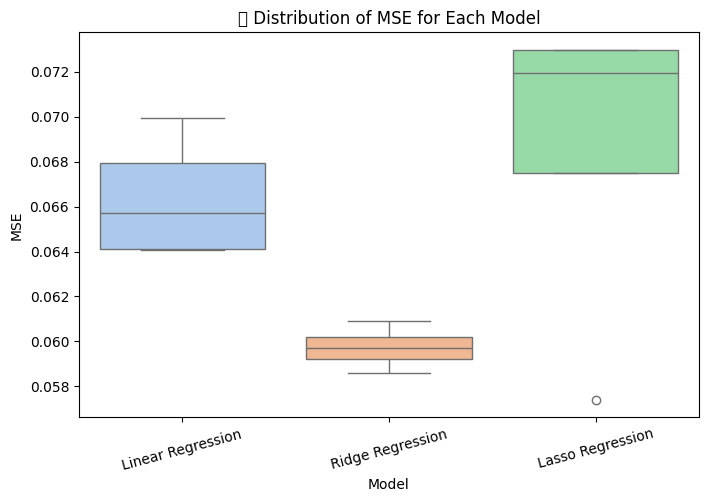 Distribution of MSE for Each Model
MSE
0.072
0.070
0.068
0.066
0.064
0.062
0.060
0.058
Linear Regression
Ridge Regression
Lasso Regression
Model